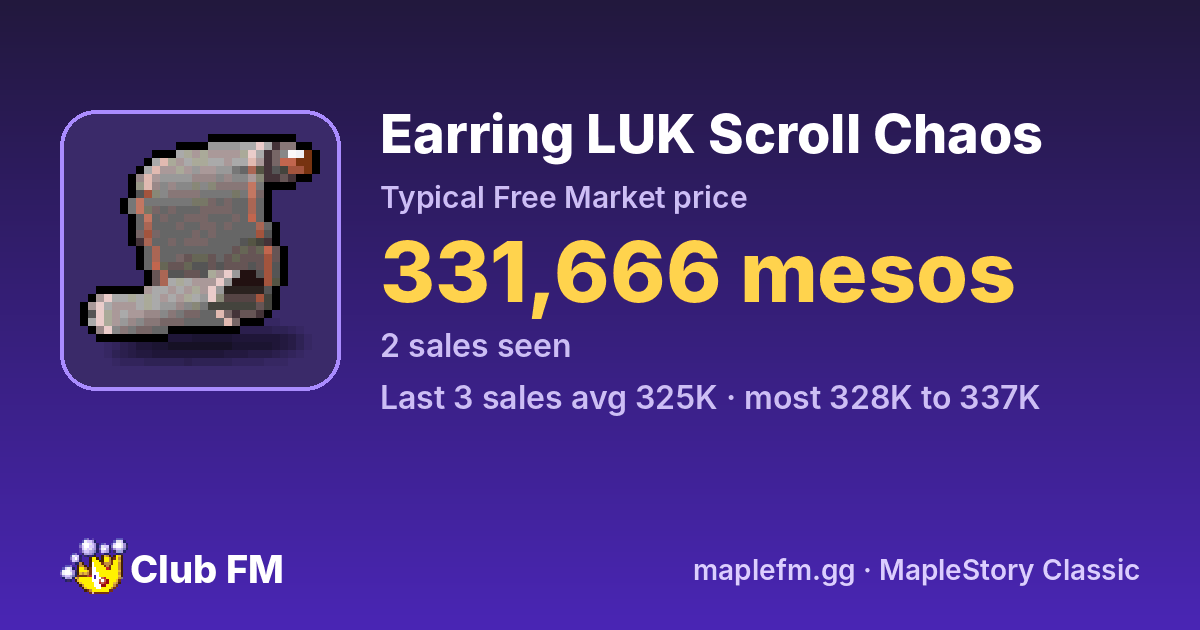 Earring LUK Scroll Chaos
Typical Free Market price
331,666 mesos
2 sales seen
Last 3 sales avg 325K · most 328K to 337K
Club FM
maplefm.gg · MapleStory Classic